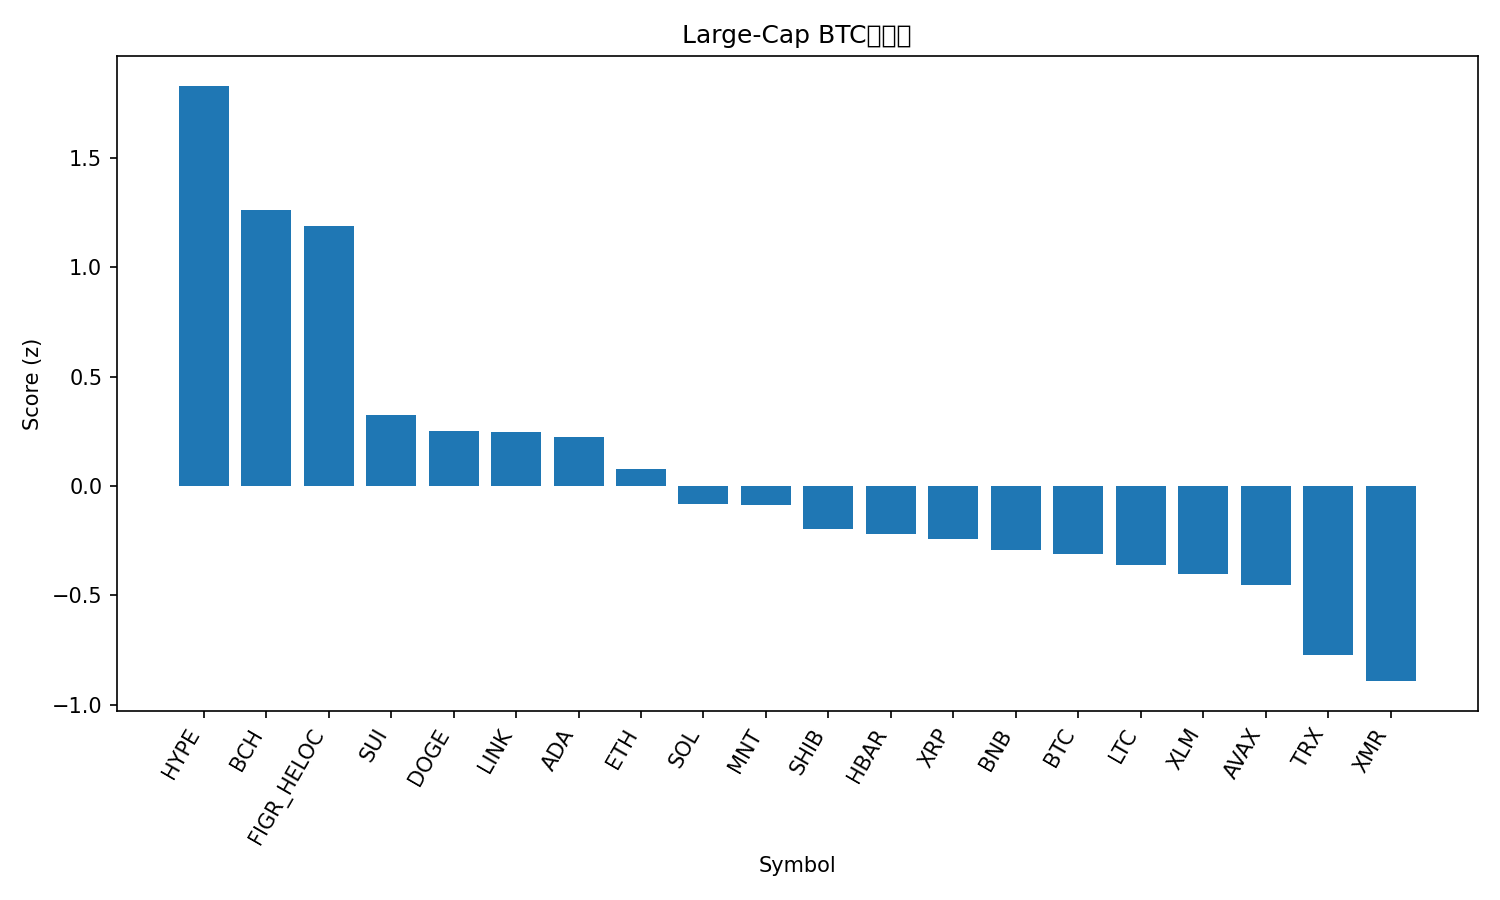 Large-Cap BTC
1.5
1.0
0.5
0.0
−0.5
−1.0
Score (z)
HYPE
BCH
FIGR_HELOC
SUI
DOGE
LINK
ADA
ETH
SOL
MNT
SHIB
HBAR
XRP
BNB
BTC
LTC
XLM
AVAX
TRX
XMR
Symbol